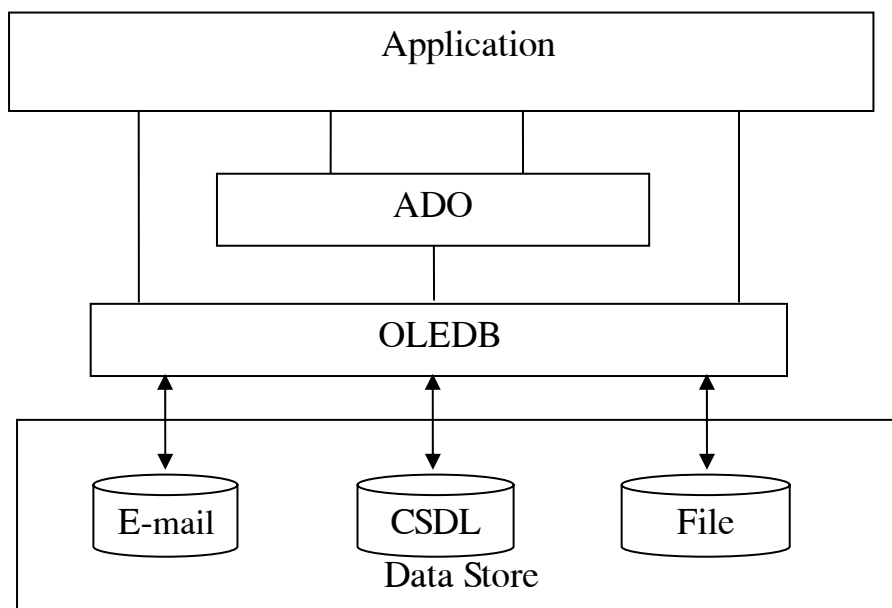 Application
ADO
OLEDB
E-mail
CSDL
File
Data Store